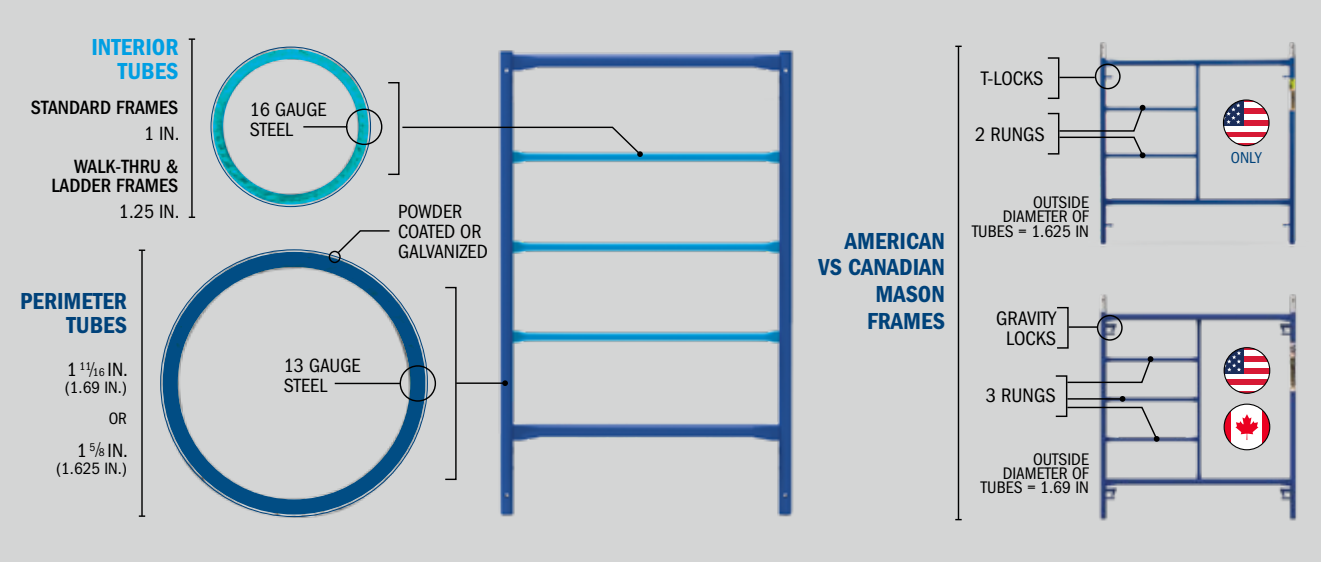 INTERIOR
TUBES
STANDARD FRAMES
1 IN.
WALK-THRU &
LADDER FRAMES
1.25 IN.
16 GAUGE
STEEL
POWDER
COATED OR
GALVANIZED
PERIMETER
TUBES
1 11/16 IN.
(1.69 IN.)
OR
1 5/8 IN.
(1.625 IN.)
13 GAUGE
STEEL
AMERICAN
VS CANADIAN
MASON
FRAMES
T-LOCKS
2 RUNGS
ONLY
OUTSIDE
DIAMETER OF
TUBES = 1.625 IN
GRAVITY
LOCKS
3 RUNGS
OUTSIDE
DIAMETER OF
TUBES = 1.69 IN